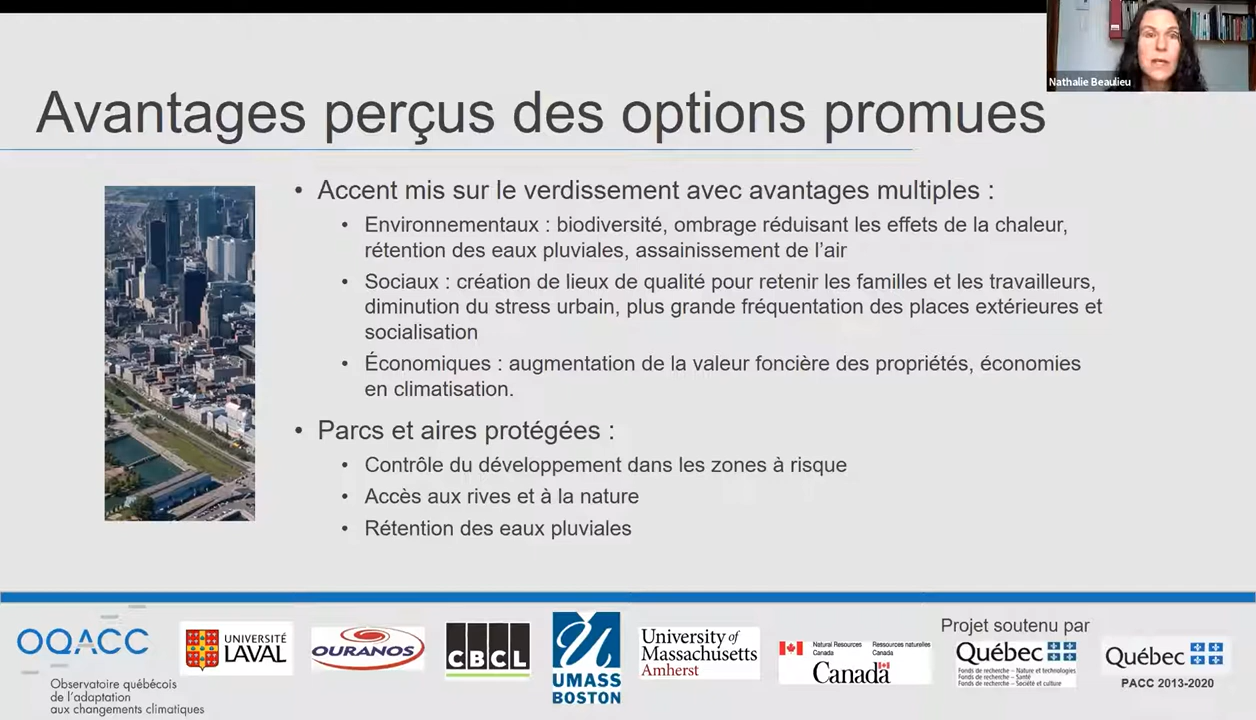 Nathalie Beaulieu
Avantages perçus des options promues
• Accent mis sur le verdissement avec avantages multiples :
• Environnementaux : biodiversité, ombrage réduisant les effets de la chaleur,
rétention des eaux pluviales, assainissement de l'air
• Sociaux : création de lieux de qualité pour retenir les familles et les travailleurs,
diminution du stress urbain, plus grande fréquentation des places extérieures et
socialisation
• Économiques : augmentation de la valeur foncière des propriétés, économies
en climatisation.
• Parcs et aires protégées :
• Contrôle du développement dans les zones à risque
• Accès aux rives et à la nature
• Rétention des eaux pluviales
OQACC
Observatoire québécois
de l'adaptation
aux changements climatiques
UNIVERSITÉ
LAVAL
OURANOS
CBCL
UMASS
BOSTON
University of
Massachusetts
Amherst
Natural Resources
Canada
Ressources naturelles
Canada
Canada
Projet soutenu par
Québec
Fonds de recherche – Nature et technologies
Fonds de recherche – Santé
Fonds de recherche – Société et culture
Québec
PACC 2013-2020